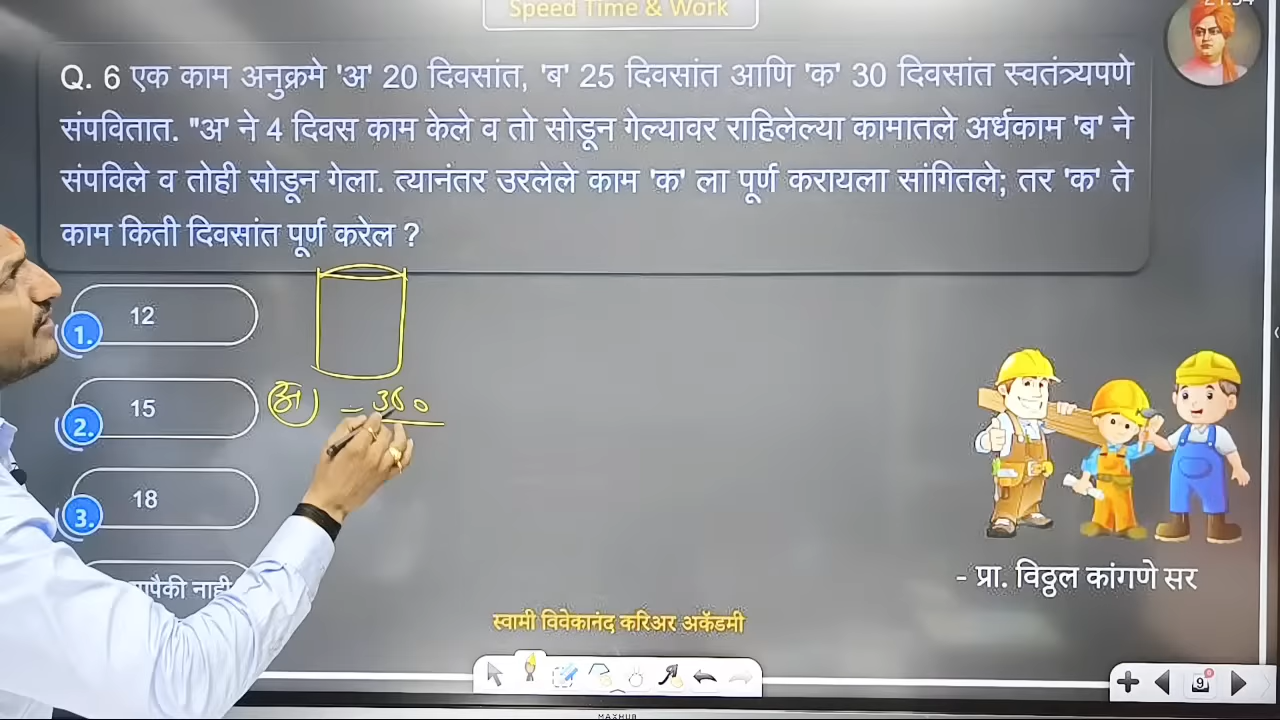 Speed Time & Work
Q. 6 एक काम अनुक्रमे 'अ' 20 दिवसांत, 'ब' 25 दिवसांत आणि 'क' 30 दिवसांत स्वतंत्र्यपणे
संपवितात. "अ' ने 4 दिवस काम केले व तो सोडून गेल्यावर राहिलेल्या कामातले अर्धकाम 'ब' ने
संपविले व तोही सोडून गेला. त्यानंतर उरलेले काम 'क' ला पूर्ण करायला सांगितले; तर 'क' ते
काम किती दिवसांत पूर्ण करेल ?
1. 12
2. 15
(अ) –
3. 18
नाही
- प्रा. विठ्ठल कांगणे सर
स्वामी विवेकानंद करिअर अकॅडमी
9
MAXHUB